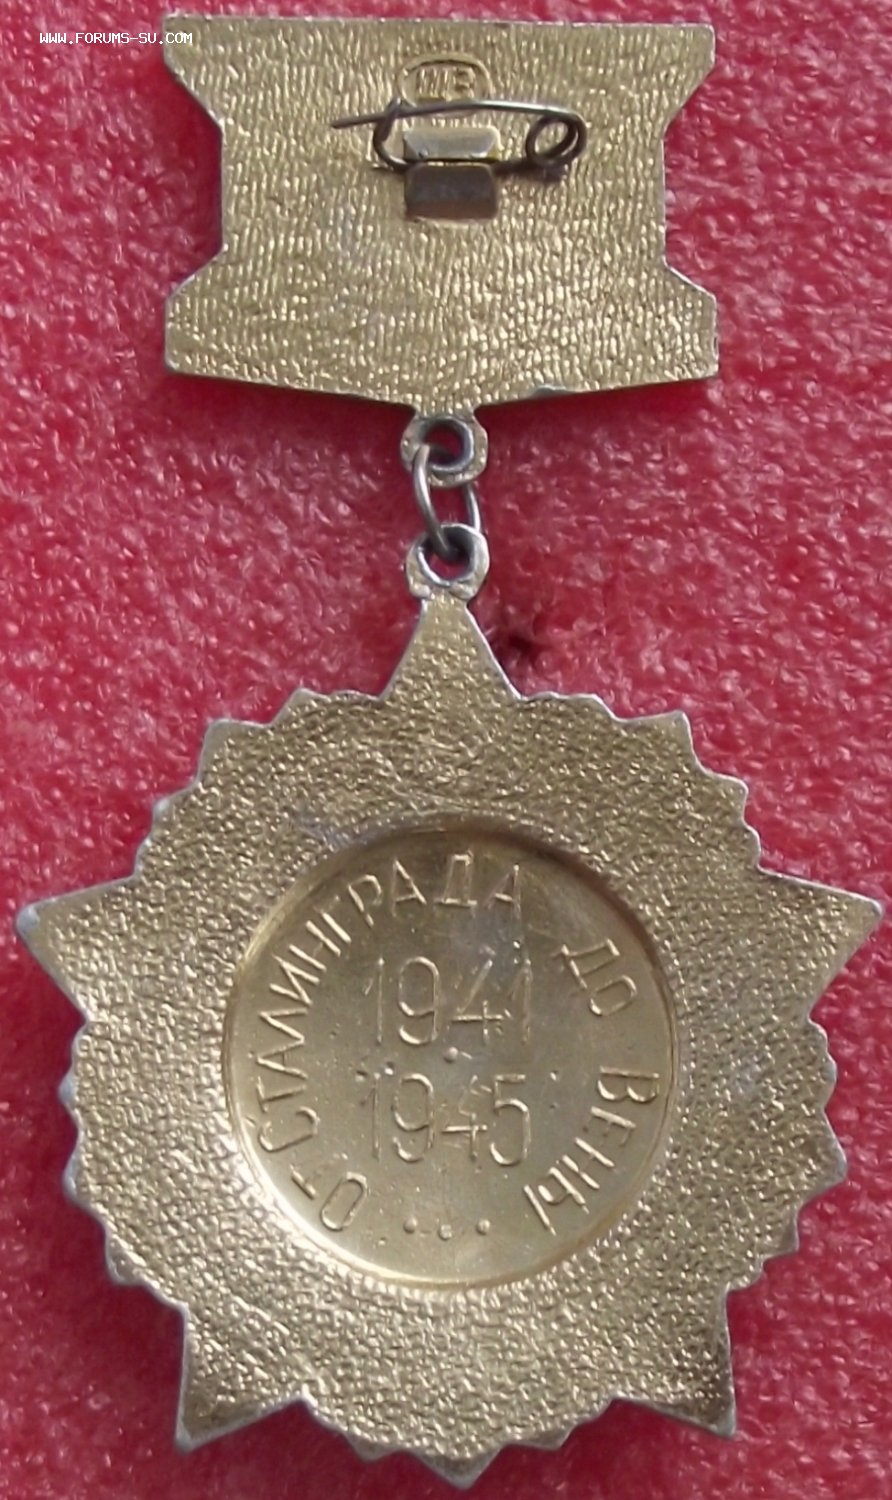 WWW.FORUMS-SU.COM
ОТ СТАЛИНГРАДА ДО ВЕНЫ
1941
1945